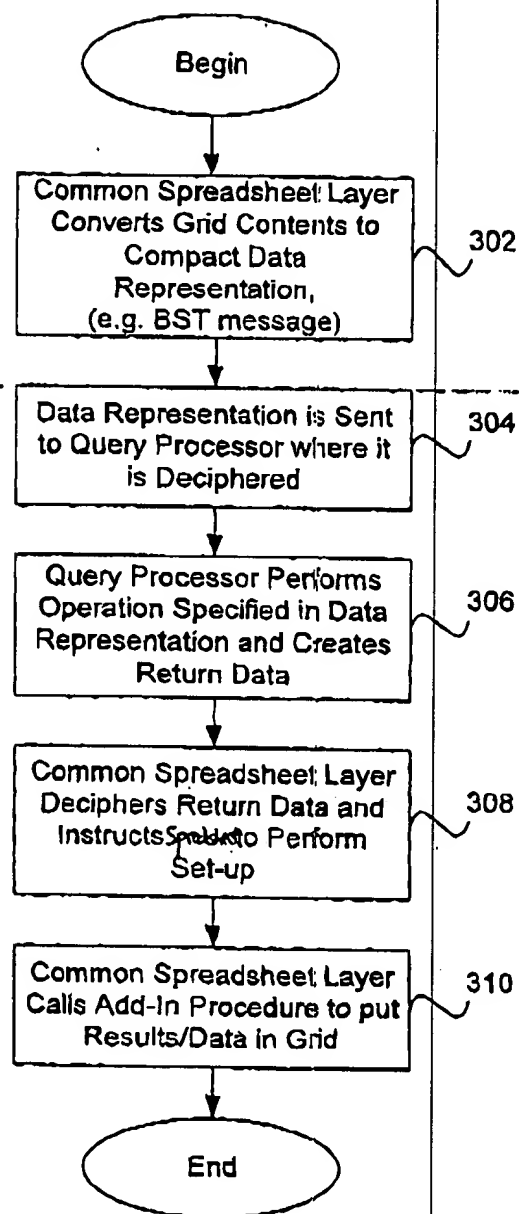 Begin
Common Spreadsheet Layer
Converts Grid Contents to
Compact Data
Representation,
(e.g. BST message)
302
Data Representation is Sent
to Query Processor where it
is Deciphered
304
Query Processor Performs
Operation Specified in Data
Representation and Creates
Return Data
306
Common Spreadsheet Layer
Deciphers Return Data and
Instructs to Perform
Set-up
308
Common Spreadsheet Layer
Calls Add-In Procedure to put
Results/Data in Grid
310
End